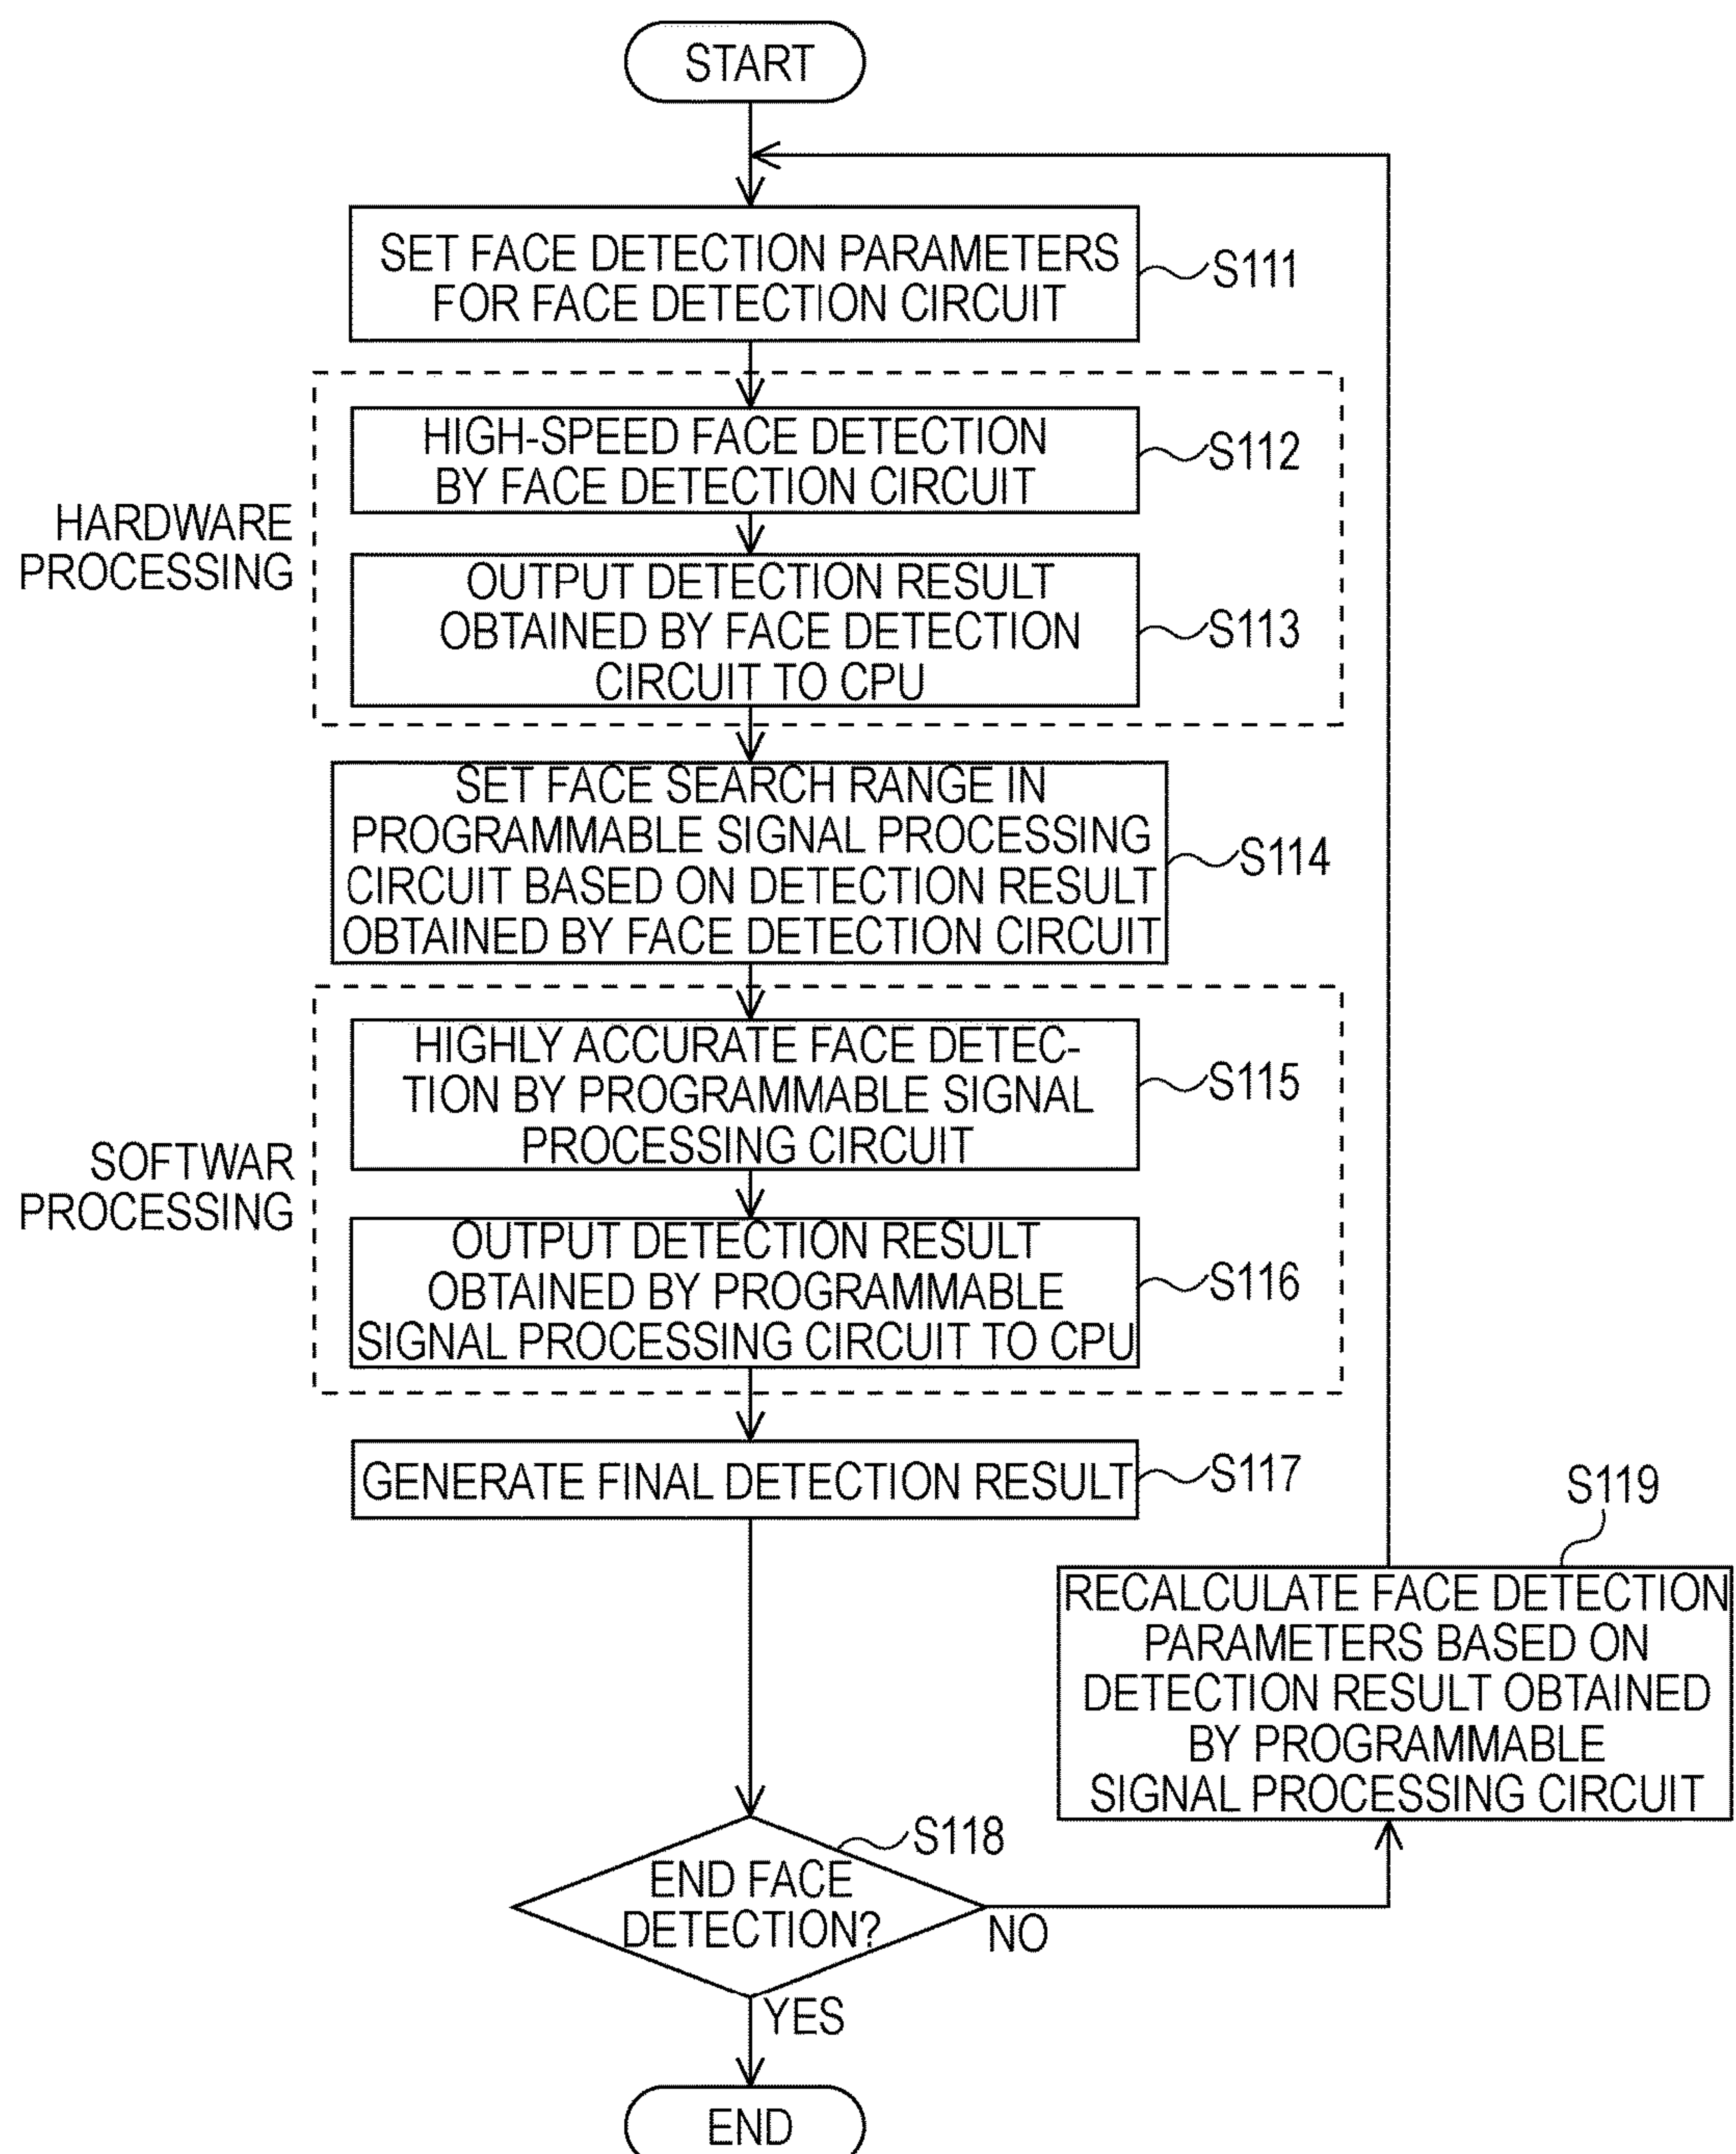 START
SET FACE DETECTION PARAMETERS
FOR FACE DETECTION CIRCUIT
S111
HIGH-SPEED FACE DETECTION
BY FACE DETECTION CIRCUIT
S112
HARDWARE
PROCESSING
OUTPUT DETECTION RESULT
OBTAINED BY FACE DETECTION
CIRCUIT TO CPU
S113
SET FACE SEARCH RANGE IN
PROGRAMMABLE SIGNAL PROCESSING
CIRCUIT BASED ON DETECTION RESULT
OBTAINED BY FACE DETECTION CIRCUIT
S114
HIGHLY ACCURATE FACE DETEC-
TION BY PROGRAMMABLE SIGNAL
PROCESSING CIRCUIT
S115
SOFTWAR
PROCESSING
OUTPUT DETECTION RESULT
OBTAINED BY PROGRAMMABLE
SIGNAL PROCESSING CIRCUIT TO CPU
S116
GENERATE FINAL DETECTION RESULT
S117
S119
RECALCULATE FACE DETECTION
PARAMETERS BASED ON
DETECTION RESULT OBTAINED
BY PROGRAMMABLE
SIGNAL PROCESSING CIRCUIT
S118
END FACE
DETECTION?
NO
YES
END